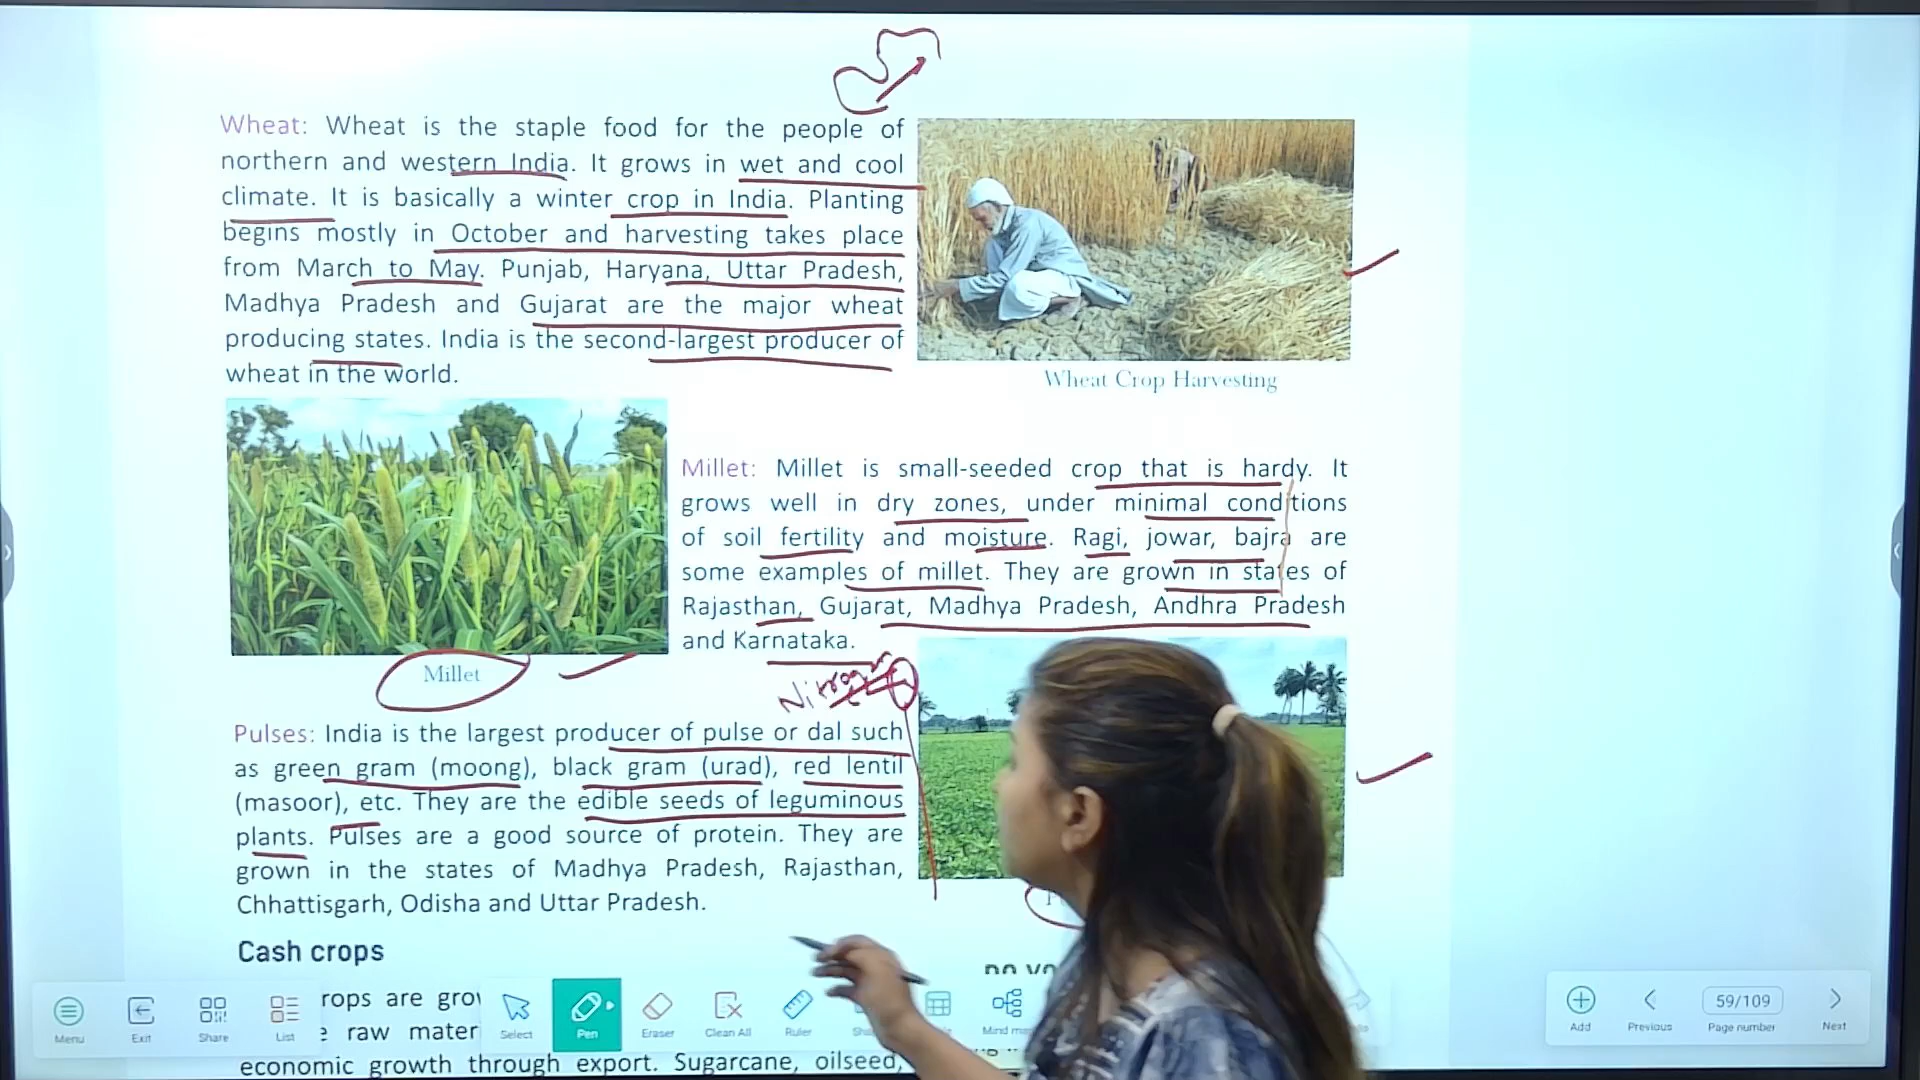 Wheat: Wheat is the staple food for the people of
northern and western India. It grows in wet and cool
climate. It is basically a winter crop in India. Planting
begins mostly in October and harvesting takes place
from March to May. Punjab, Haryana, Uttar Pradesh,
Madhya Pradesh and Gujarat are the major wheat
producing states. India is the second-largest producer of
wheat in the world.
Wheat Crop Harvesting
Millet: Millet is small-seeded crop that is hardy. It
grows well in dry zones, under minimal conditions
of soil fertility and moisture. Ragi, jowar, bajra are
some examples of millet. They are grown in states of
Rajasthan, Gujarat, Madhya Pradesh, Andhra Pradesh
and Karnataka.
Millet
Nitrogen
Pulses: India is the largest producer of pulse or dal such
as green gram (moong), black gram (urad), red lentil
(masoor), etc. They are the edible seeds of leguminous
plants. Pulses are a good source of protein. They are
grown in the states of Madhya Pradesh, Rajasthan,
Chhattisgarh, Odisha and Uttar Pradesh.
Cash crops
rops are grow
raw mater
economic growth through export. Sugarcane, oilseed,
Menu
Exit
Share
List
Select
Pen
Eraser
Clean All
Ruler
Mind
Add
Previous
59/109
Page number
Next